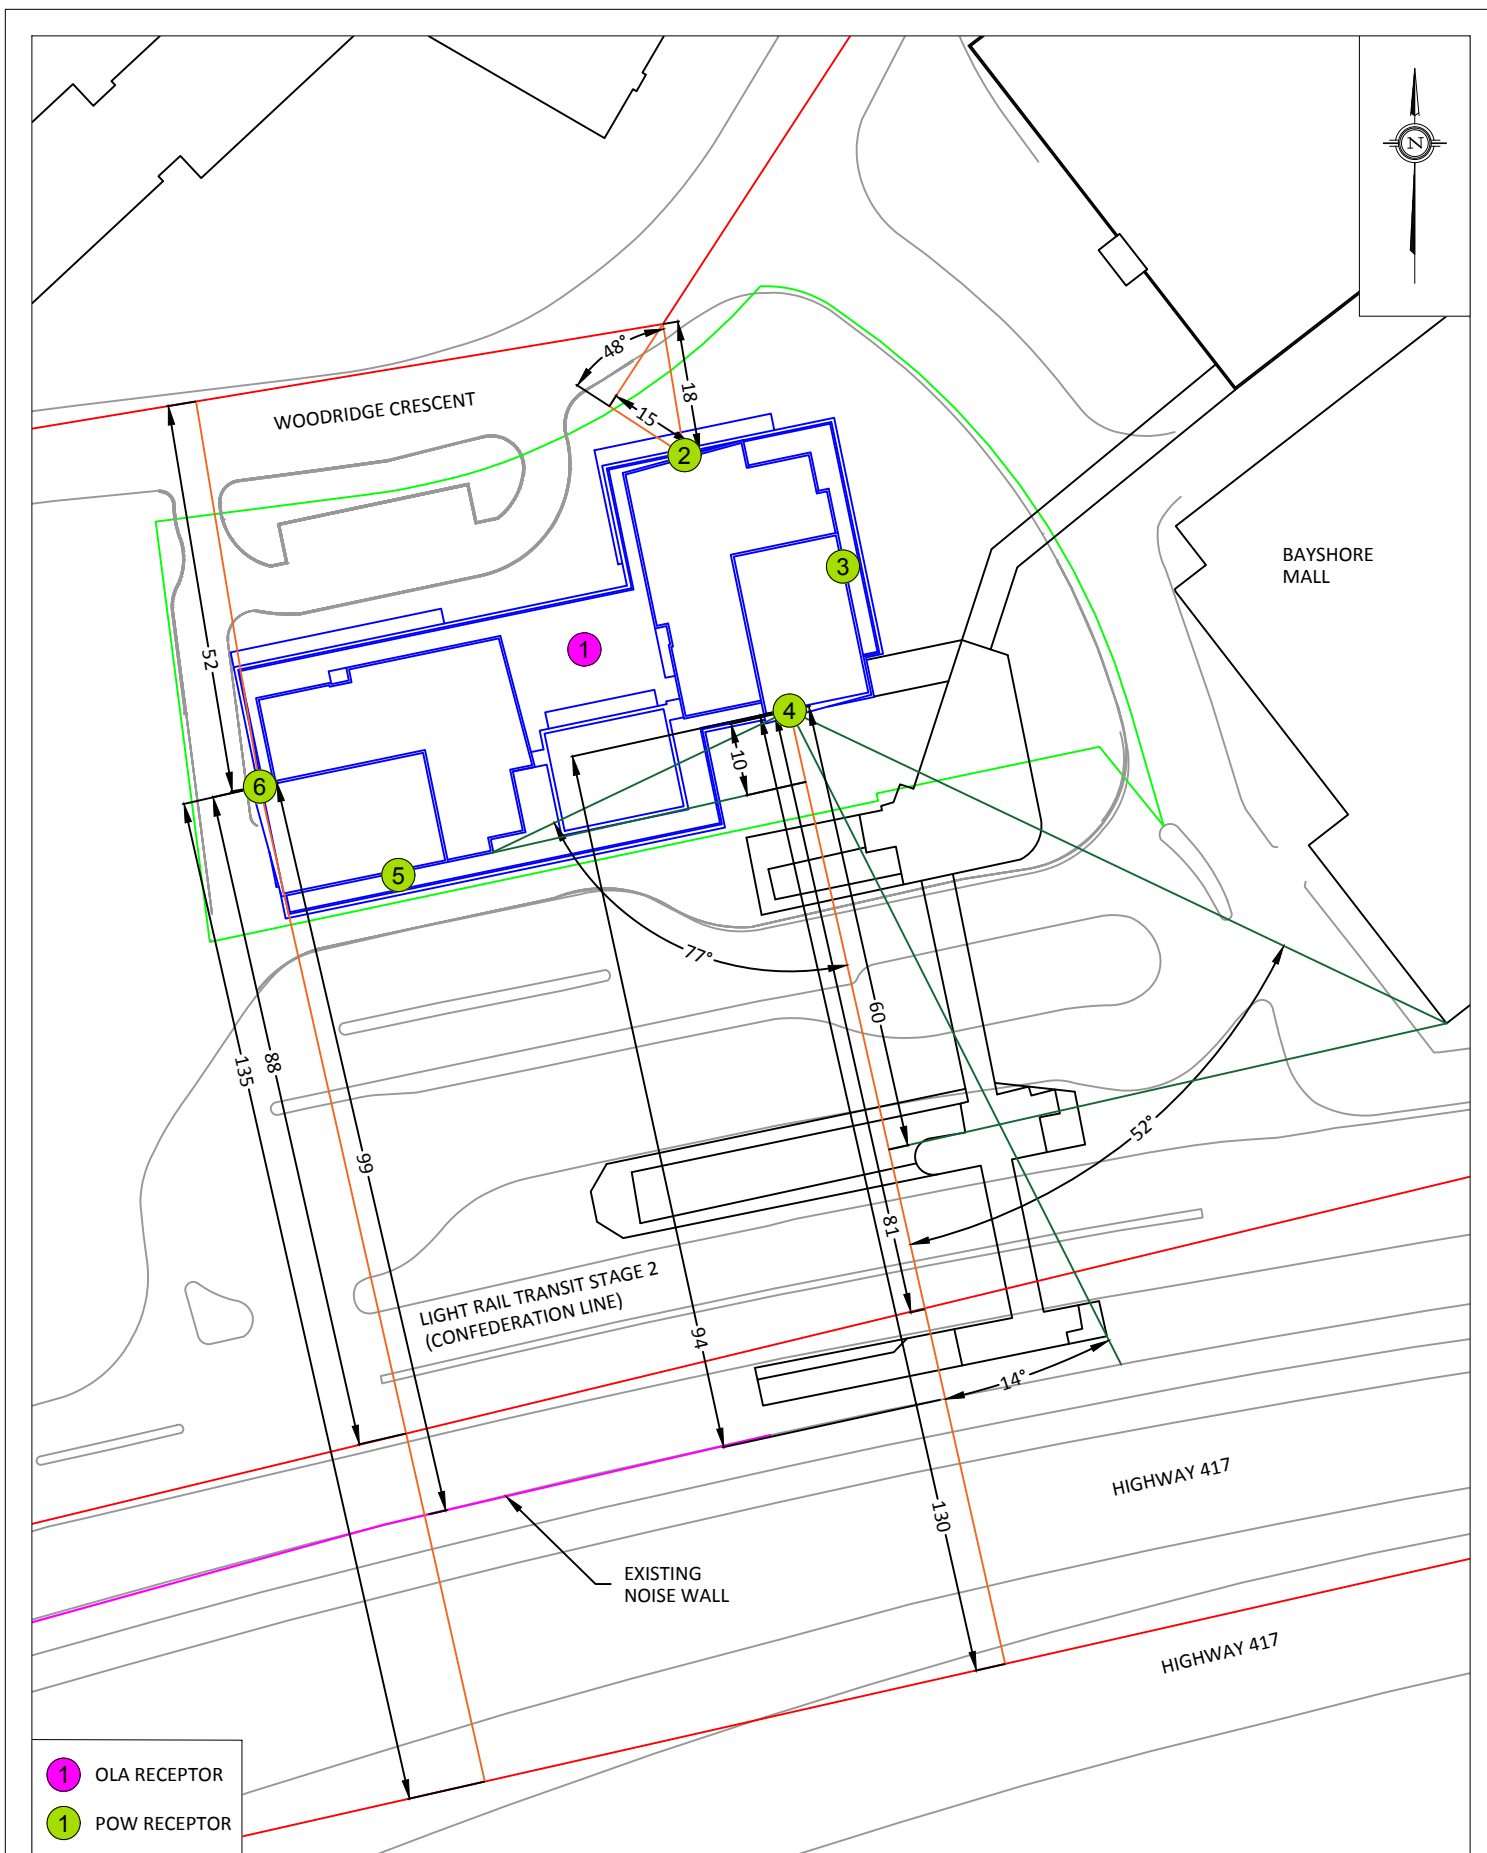 N
48°
WOODRIDGE CRESCENT
18
15
2
3
BAYSHORE
MALL
1
52
4
10
6
5
77°
60
88
135
52°
99
81
LIGHT RAIL TRANSIT STAGE 2
(CONFEDERATION LINE)
94
14°
HIGHWAY 417
130
EXISTING
NOISE WALL
HIGHWAY 417
1 OLA RECEPTOR
1 POW RECEPTOR